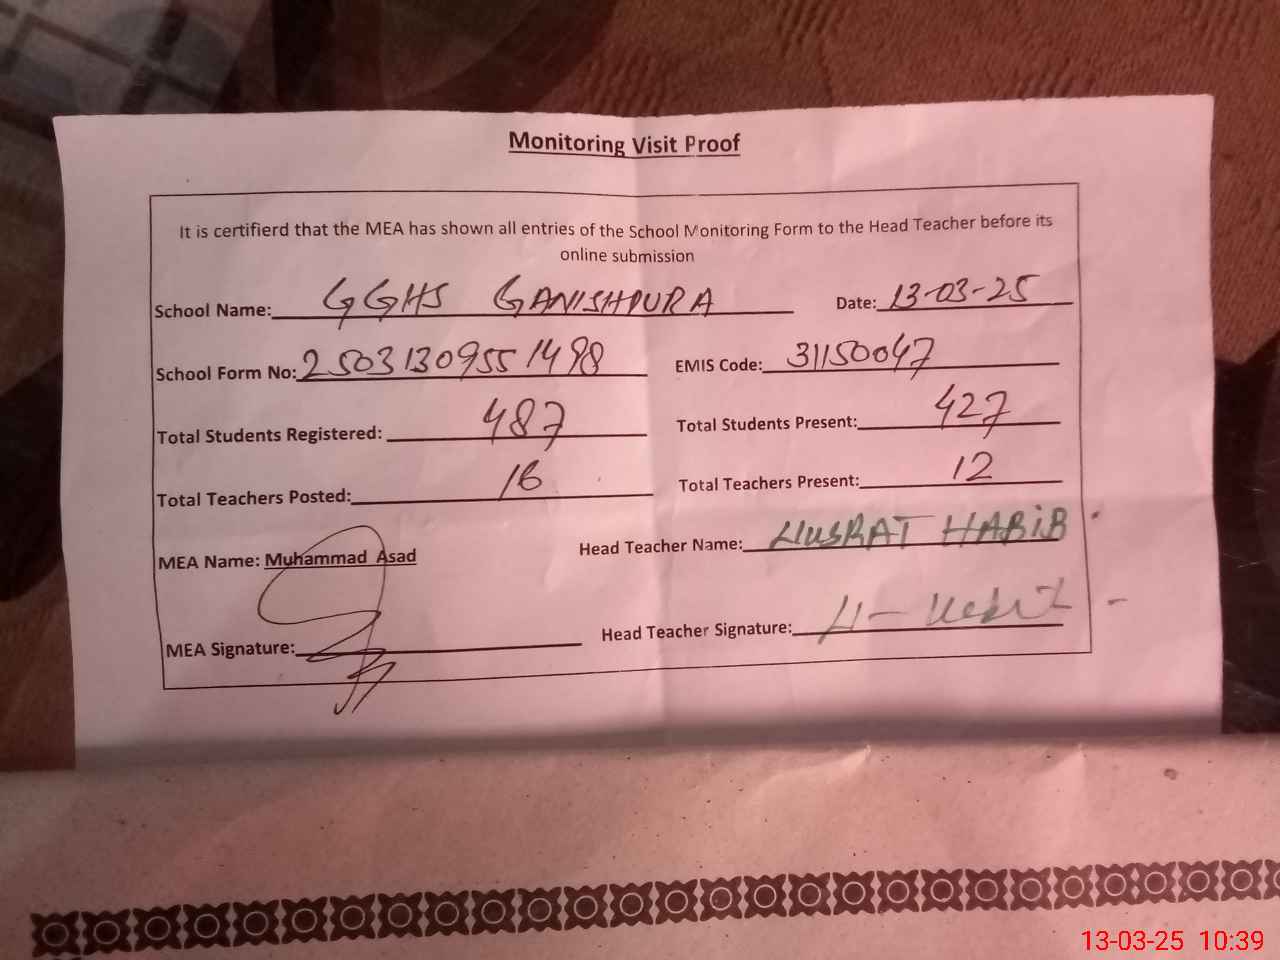 Monitoring Visit Proof
It is certifierd that the MEA has shown all entries of the School Monitoring Form to the Head Teacher before its
online submission
School Name: GGHS GANISHPURA Date: 13-03-25
School Form No: 25031309551498 EMIS Code: 31150047
Total Students Registered: 487 Total Students Present: 427
Total Teachers Posted: 16 Total Teachers Present: 12
MEA Name: Muhammad Asad Head Teacher Name: NUSRAT HABIB
MEA Signature: Head Teacher Signature:
13-03-25 10:39